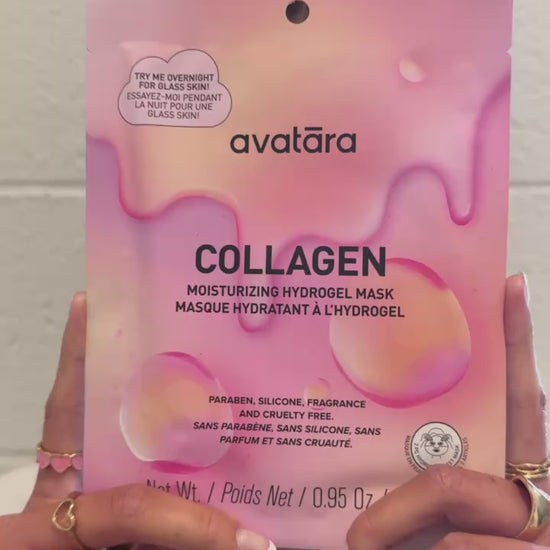 TRY ME OVERNIGHT
FOR GLASS SKIN!
ESSAYEZ-MOI PENDANT
LA NUIT POUR UNE
GLASS SKIN!
avatāra
COLLAGEN
MOISTURIZING HYDROGEL MASK
MASQUE HYDRATANT À L'HYDROGEL
PARABEN, SILICONE, FRAGRANCE
AND CRUELTY FREE.
SANS PARABÈNE, SANS SILICONE, SANS
PARFUM ET SANS CRUAUTÉ.
Net Wt. / Poids Net / 0.95 Oz. /